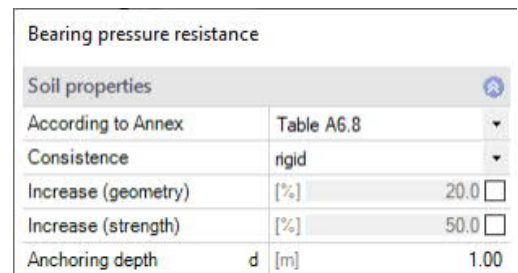 Bearing pressure resistance
Soil properties
According to Annex Table A6.8
Consistence rigid
Increase (geometry) [%] 20.0
Increase (strength) [%] 50.0
Anchoring depth d [m] 1.00